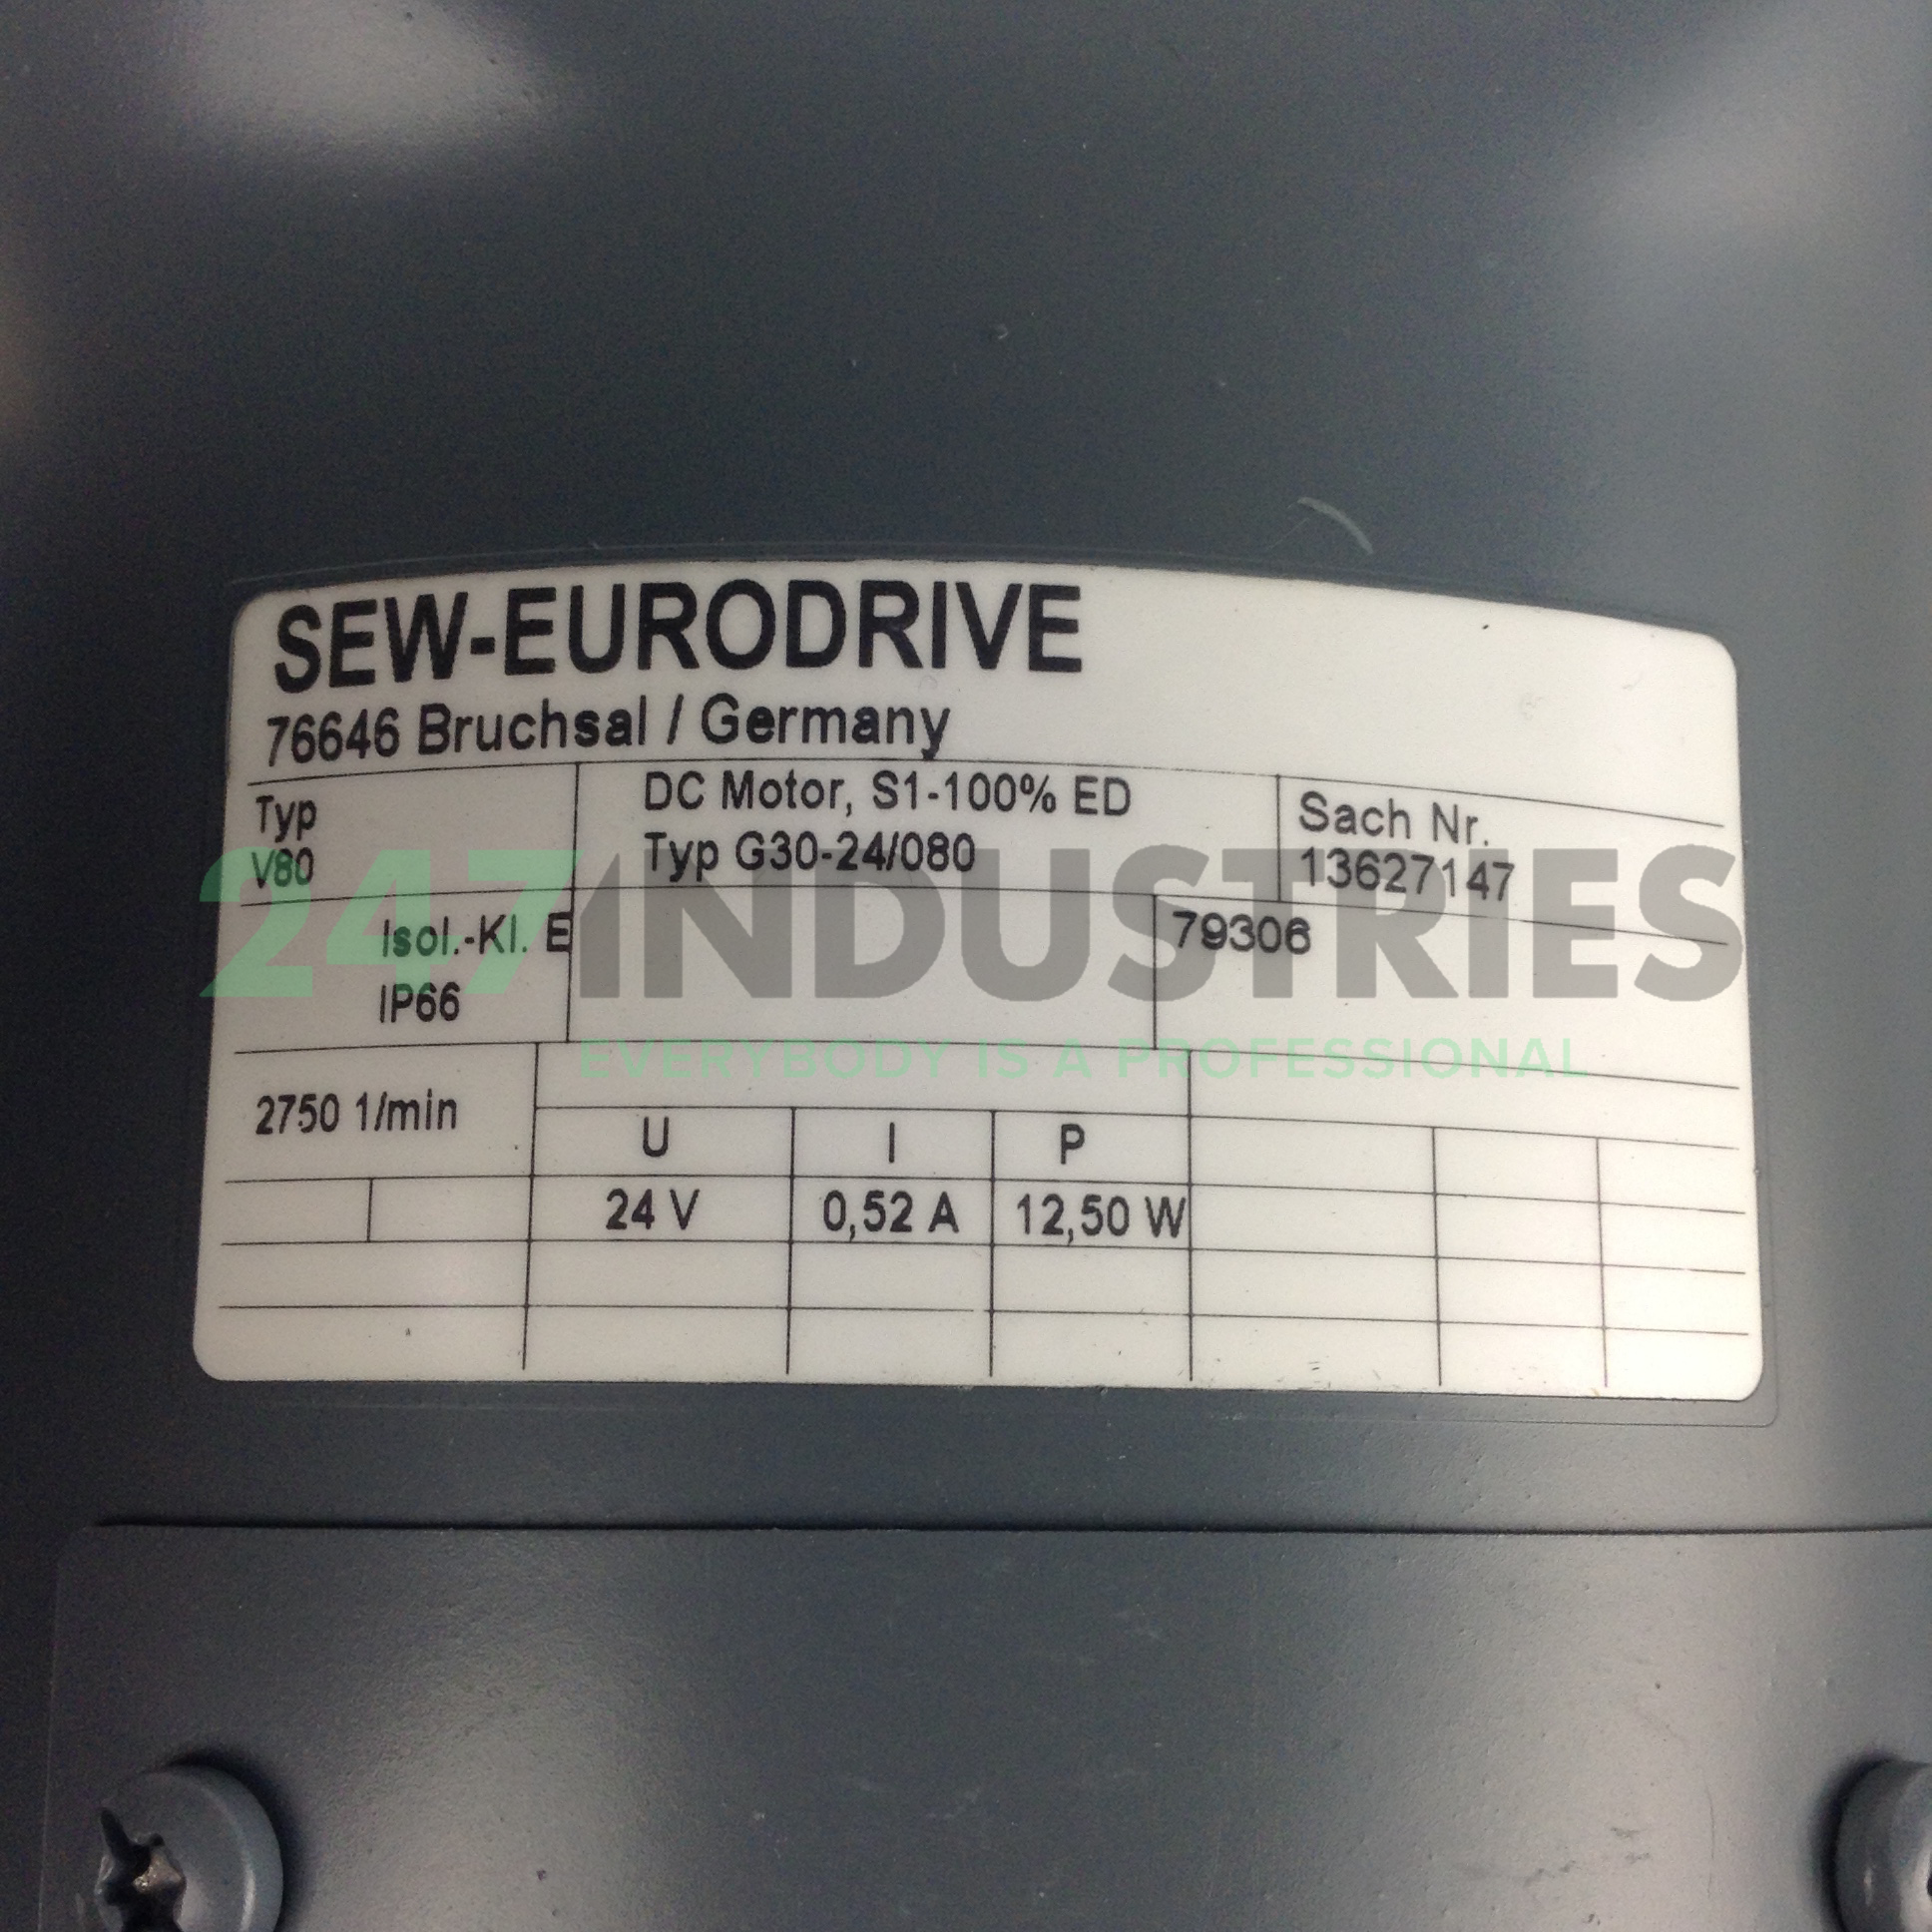 SEW-EURODRIVE
76646 Bruchsal / Germany
Typ
V80
DC Motor, S1-100% ED
Typ G30-24/080
Sach Nr.
13627147
Isol.-Kl. E
IP66
79306
247INDUSTRIES
EVERYBODY IS A PROFESSIONAL
2750 1/min
U I P
24 V 0,52 A 12,50 W